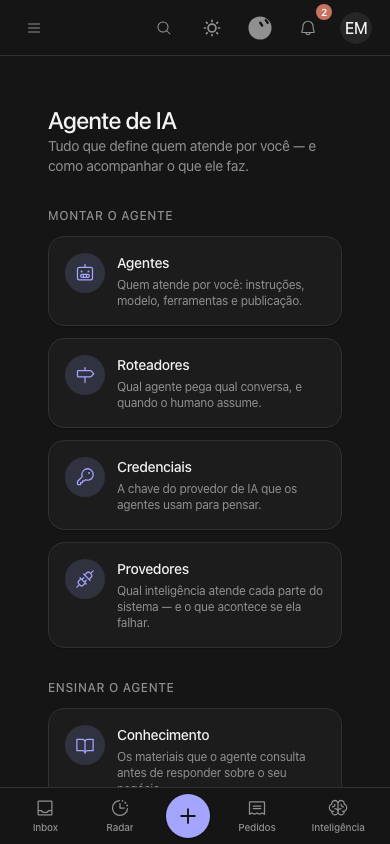 2
EM
Agente de IA
Tudo que define quem atende por você — e
como acompanhar o que ele faz.
MONTAR O AGENTE
Agentes
Quem atende por você: instruções,
modelo, ferramentas e publicação.
Roteadores
Qual agente pega qual conversa, e
quando o humano assume.
Credenciais
A chave do provedor de IA que os
agentes usam para pensar.
Provedores
Qual inteligência atende cada parte do
sistema — e o que acontece se ela
falhar.
ENSINAR O AGENTE
Conhecimento
Os materiais que o agente consulta
antes de responder sobre o seu
Inbox
Radar
Pedidos
Inteligência